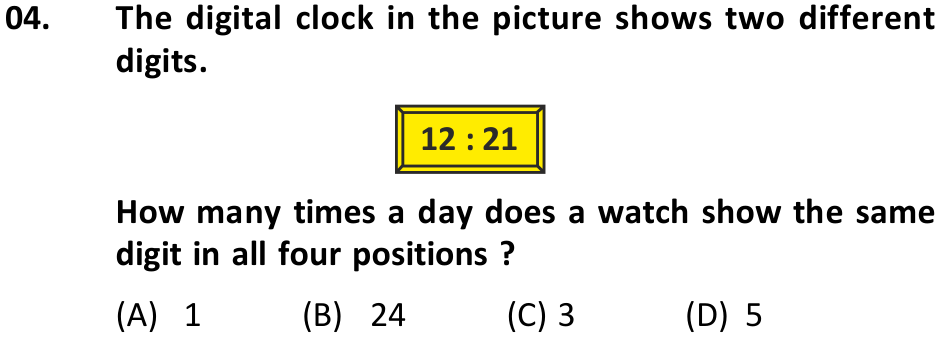 04. The digital clock in the picture shows two different
digits.
12 : 21
How many times a day does a watch show the same
digit in all four positions ?
(A) 1 (B) 24 (C) 3 (D) 5